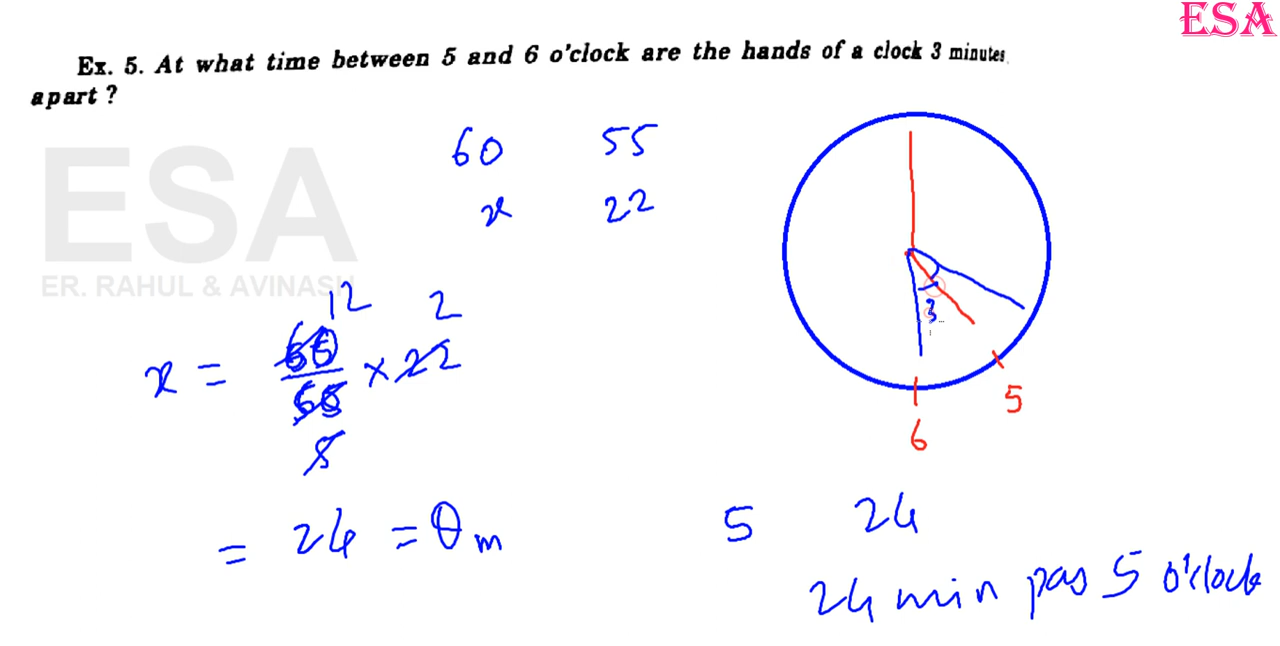 ESA
Ex. 5. At what time between 5 and 6 o'clock are the hands of a clock 3 minutes
apart ?
ESA
ER. RAHUL & AVINASH
60 55
x 22
12 2
x = 60/55 × 22
5
= 24 = θm
3
5
6
5 24
24 min pas 5 o'clock